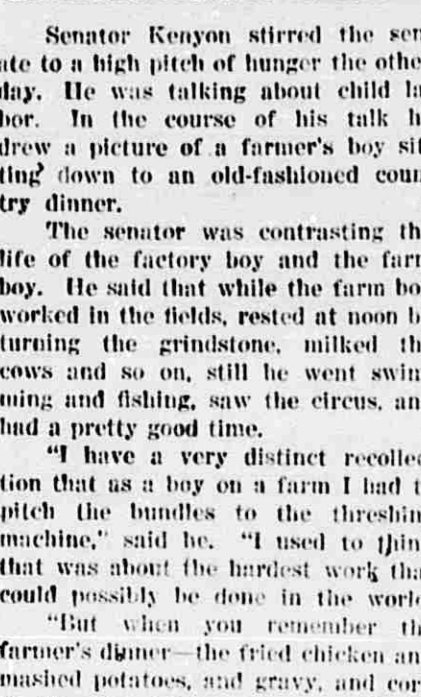 Senator Kenyon stirred the sen
ate to a high pitch of hunger the othe
day. He was talking about child la
bor. In the course of his talk h
drew a picture of a farmer's boy sit
ting down to an old-fashioned coun
try dinner.
The senator was contrasting th
life of the factory boy and the farm
boy. He said that while the farm bo
worked in the fields, rested at noon b
turning the grindstone, milked th
cows and so on, still he went swim
ming and fishing, saw the circus, an
had a pretty good time.
"I have a very distinct recollec
tion that as a boy on a farm I had t
pitch the bundles to the threshin
machine," said he. "I used to thin
that was about the hardest work tha
could possibly be done in the world
"But when you remember th
farmer's dinner—the fried chicken an
mashed potatoes, and gravy, and cor